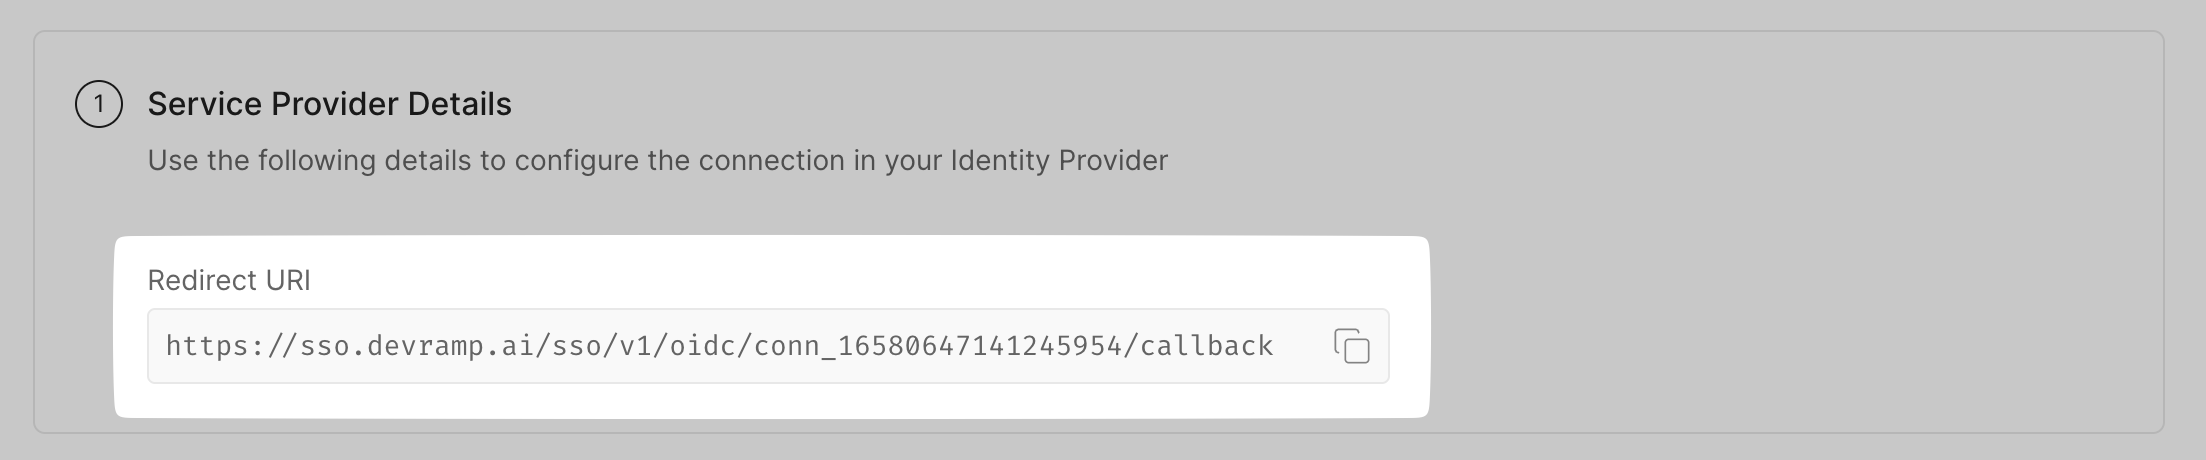 1
Service Provider Details
Use the following details to configure the connection in your Identity Provider
Redirect URI
https://sso.devramp.ai/sso/v1/oidc/conn_16580647141245954/callback